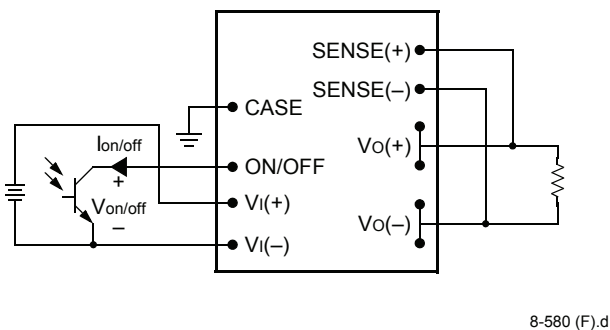 SENSE(+)
SENSE(–)
CASE
Ion/off
VO(+)
+
ON/OFF
Von/off
VI(+)
–
VO(–)
VI(–)
8-580 (F).d